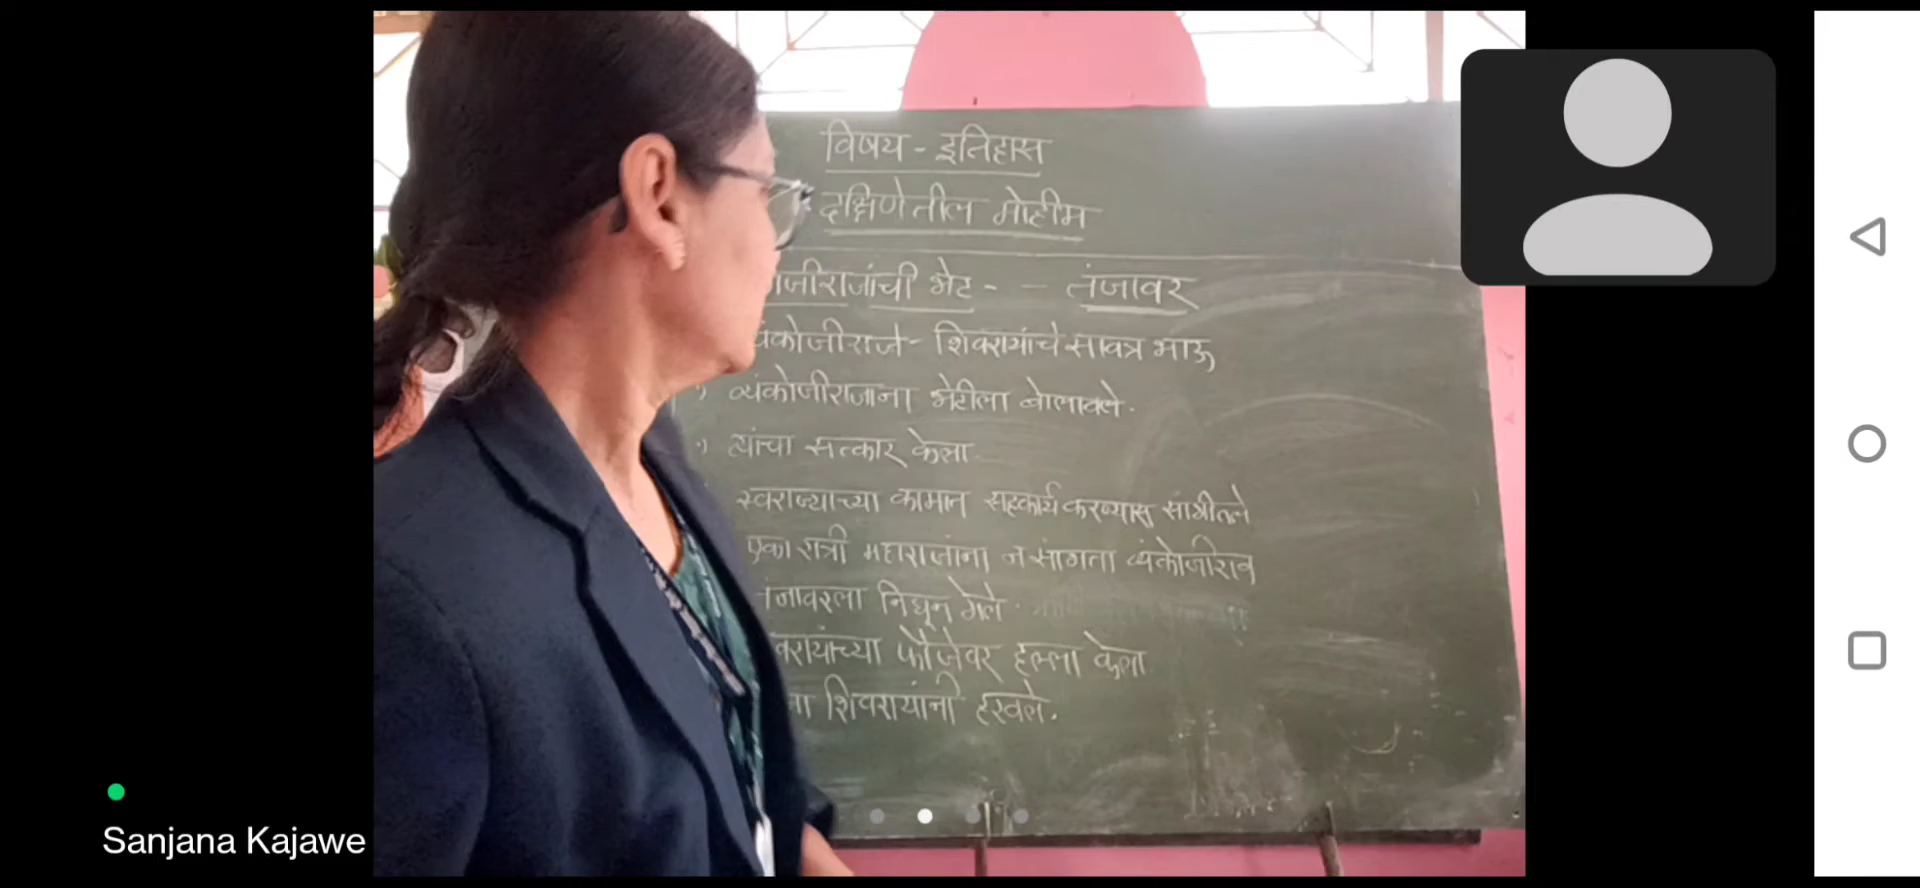 विषय - इतिहास
दक्षिणेतील मोहीम
भेट - - तंजावर
शिवरायांचे सावत्र भाऊ
व्यंकोजीराजांना भेटीला बोलावले.
त्यांचा सत्कार केला.
स्वराज्याच्या कामात सहकार्य करण्यास सांगीतले
एका रात्री महाराजांना न सांगता व्यंकोजीराव
निघून गेले.
फौजेवर हल्ला केला
शिवरायांनी हरवले.
Sanjana Kajawe